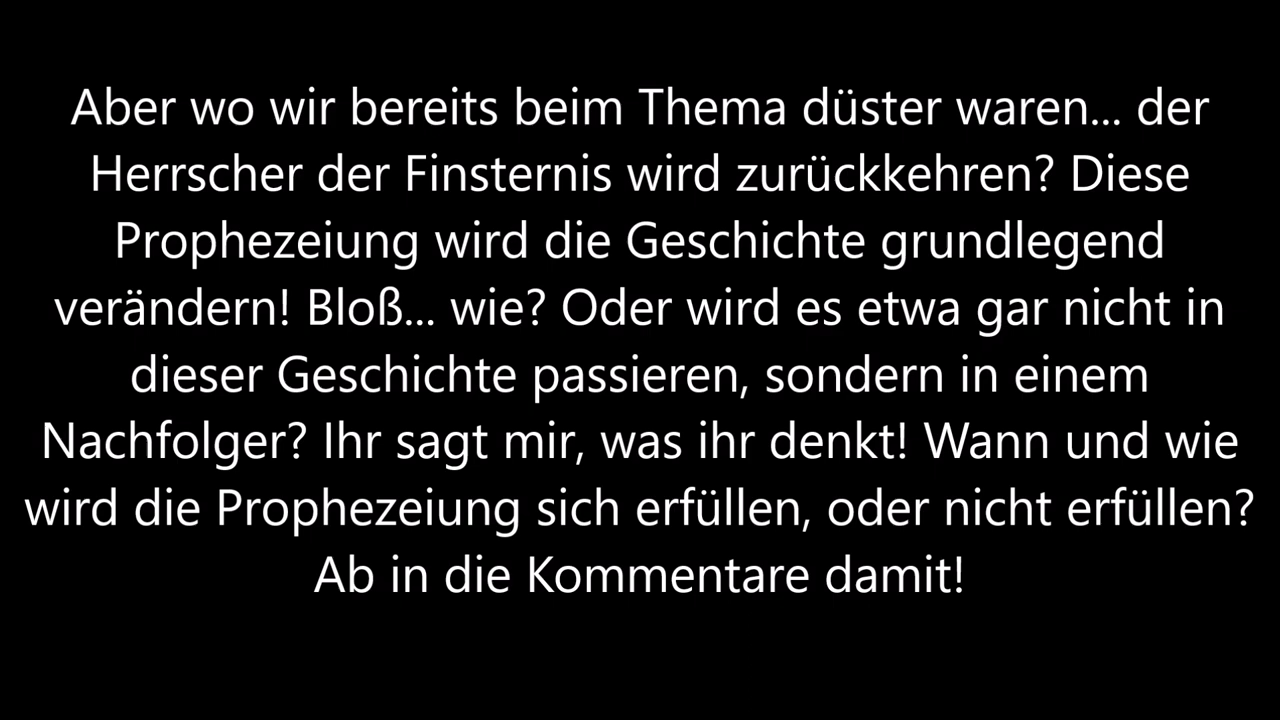 Aber wo wir bereits beim Thema düster waren... der
Herrscher der Finsternis wird zurückkehren? Diese
Prophezeiung wird die Geschichte grundlegend
verändern! Bloß... wie? Oder wird es etwa gar nicht in
dieser Geschichte passieren, sondern in einem
Nachfolger? Ihr sagt mir, was ihr denkt! Wann und wie
wird die Prophezeiung sich erfüllen, oder nicht erfüllen?
Ab in die Kommentare damit!